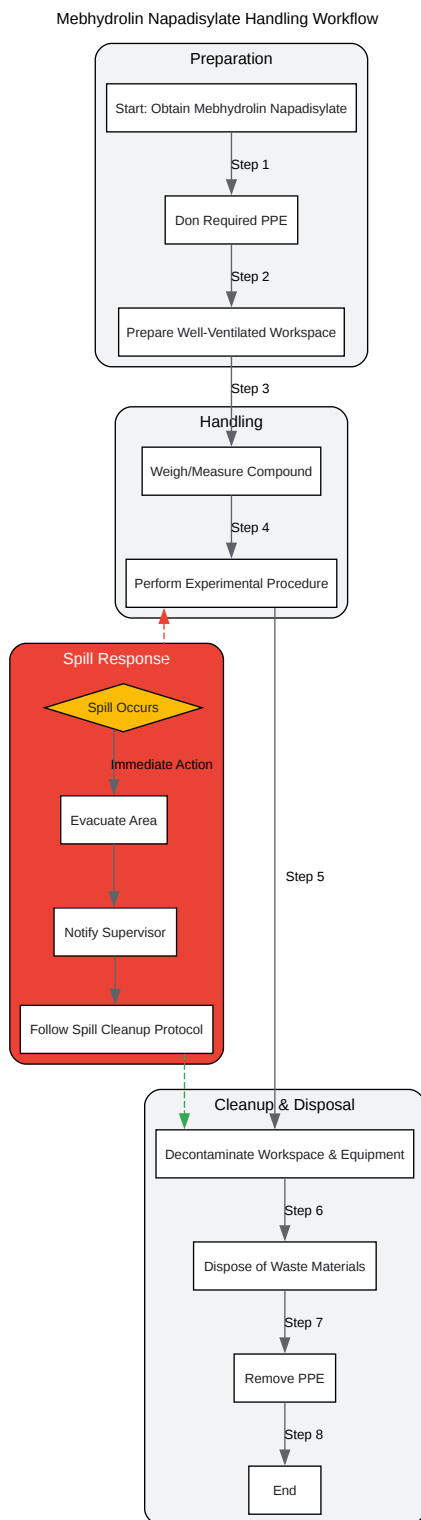 Mebhydrolin Napadisylate Handling Workflow
Preparation
Start: Obtain Mebhydrolin Napadisylate
Step 1
Don Required PPE
Step 2
Prepare Well-Ventilated Workspace
Step 3
Handling
Weigh/Measure Compound
Step 4
Perform Experimental Procedure
Spill Response
Spill Occurs
Immediate Action
Evacuate Area
Step 5
Notify Supervisor
Follow Spill Cleanup Protocol
Cleanup & Disposal
Decontaminate Workspace & Equipment
Step 6
Dispose of Waste Materials
Step 7
Remove PPE
Step 8
End